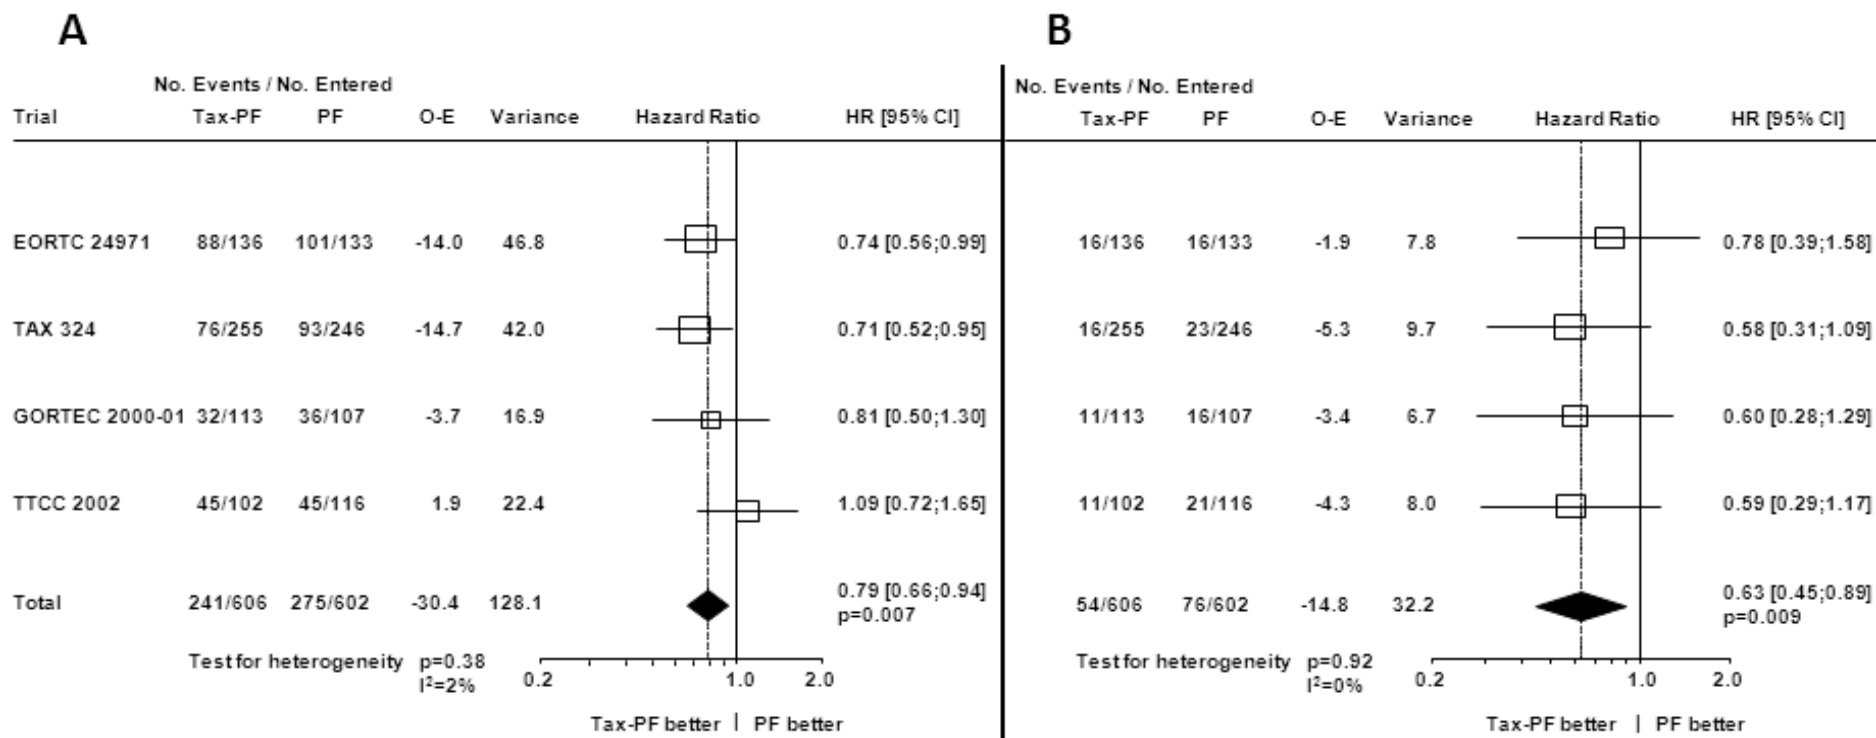 A
No. Events / No. Entered
Trial Tax-PF PF O-E Variance Hazard Ratio HR [95% CI]
EORTC 24971 88/136 101/133 -14.0 46.8 0.74 [0.56;0.99]
TAX 324 76/255 93/246 -14.7 42.0 0.71 [0.52;0.95]
GORTEC 2000-01 32/113 36/107 -3.7 16.9 0.81 [0.50;1.30]
TTCC 2002 45/102 45/116 1.9 22.4 1.09 [0.72;1.65]
Total 241/606 275/602 -30.4 128.1 0.79 [0.66;0.94]
p=0.007
Test for heterogeneity p=0.38
I²=2%
0.2 1.0 2.0
Tax-PF better | PF better
B
No. Events / No. Entered
Tax-PF PF O-E Variance Hazard Ratio HR [95% CI]
16/136 16/133 -1.9 7.8 0.78 [0.39;1.58]
16/255 23/246 -5.3 9.7 0.58 [0.31;1.09]
11/113 16/107 -3.4 6.7 0.60 [0.28;1.29]
11/102 21/116 -4.3 8.0 0.59 [0.29;1.17]
54/606 76/602 -14.8 32.2 0.63 [0.45;0.89]
p=0.009
Test for heterogeneity p=0.92
I²=0%
0.2 1.0 2.0
Tax-PF better | PF better